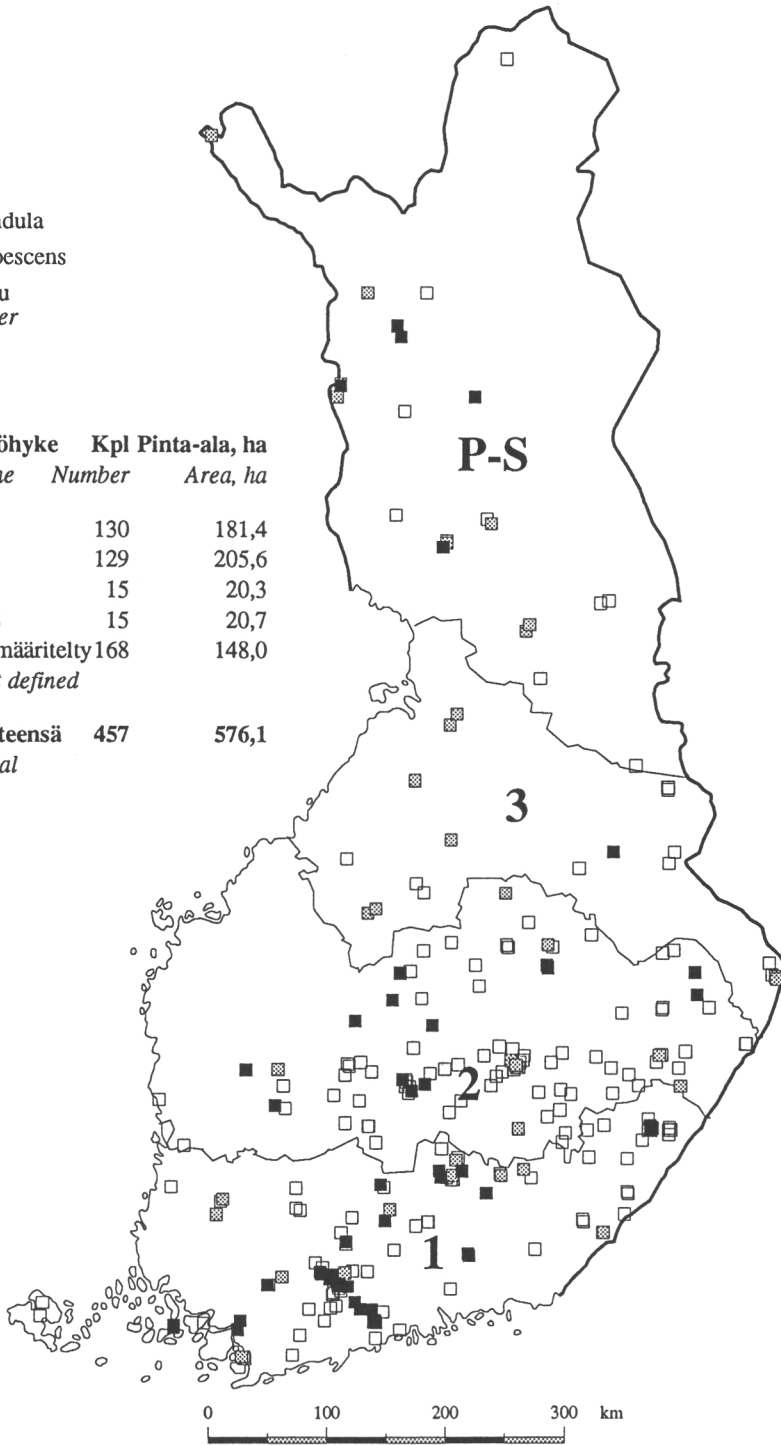 ndula
escens
u
er
öhyke Kpl Pinta-ala, ha
ne Number Area, ha
130 181,4
129 205,6
15 20,3
15 20,7
määritelty 168 148,0
defined
teensä 457 576,1
al
P-S
3
2
1
0 100 200 300 km